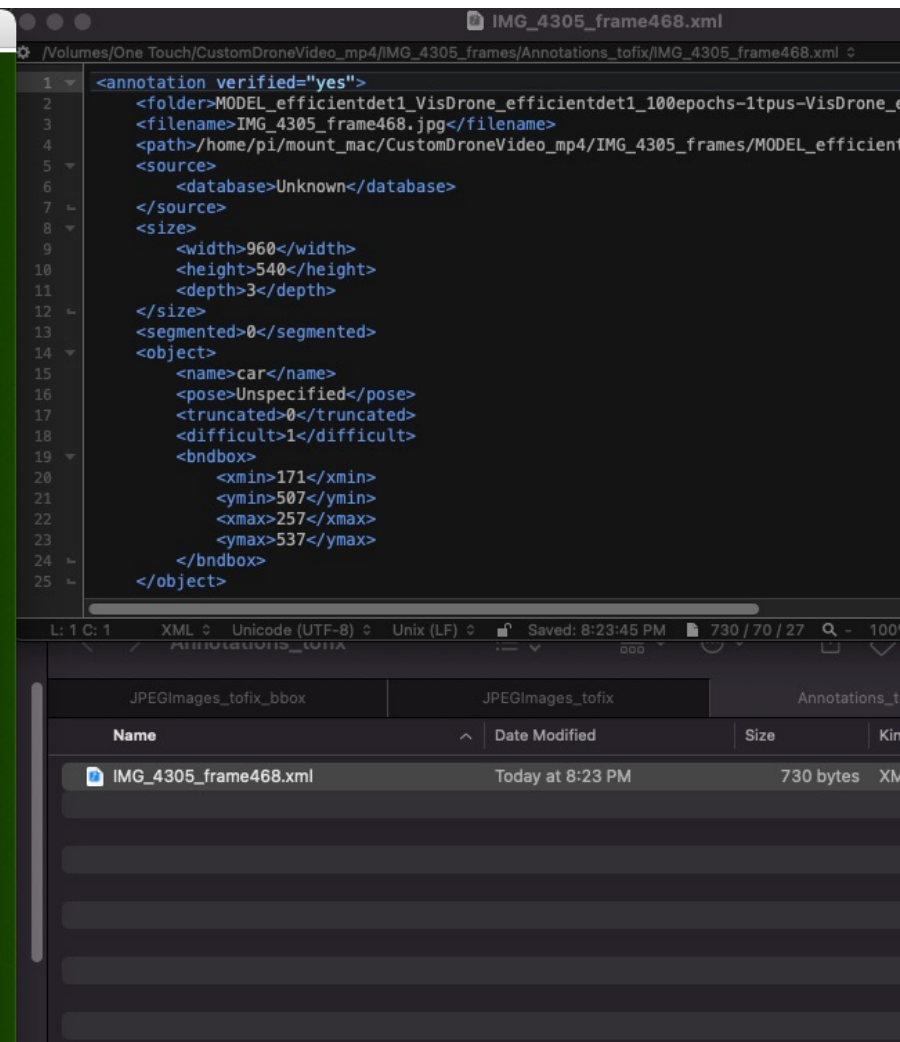 IMG_4305_frame468.xml
/Volumes/One Touch/CustomDroneVideo_mp4/IMG_4305_frames/Annotations_tofix/IMG_4305_frame468.xml
1 <annotation verified="yes">
2 <folder>MODEL_efficientdet1_VisDrone_efficientdet1_100epochs-1tpus-VisDrone_e
3 <filename>IMG_4305_frame468.jpg</filename>
4 <path>/home/pi/mount_mac/CustomDroneVideo_mp4/IMG_4305_frames/MODEL_efficient
5 <source>
6 <database>Unknown</database>
7 </source>
8 <size>
9 <width>960</width>
10 <height>540</height>
11 <depth>3</depth>
12 </size>
13 <segmented>0</segmented>
14 <object>
15 <name>car</name>
16 <pose>Unspecified</pose>
17 <truncated>0</truncated>
18 <difficult>1</difficult>
19 <bndbox>
20 <xmin>171</xmin>
21 <ymin>507</ymin>
22 <xmax>257</xmax>
23 <ymax>537</ymax>
24 </bndbox>
25 </object>
L: 1 C: 1 XML Unicode (UTF-8) Unix (LF) Saved: 8:23:45 PM 730 / 70 / 27 100%
Annotations_tofix
JPEGImages_tofix_bbox JPEGImages_tofix Annotations_t
Name Date Modified Size Kin
IMG_4305_frame468.xml Today at 8:23 PM 730 bytes XM